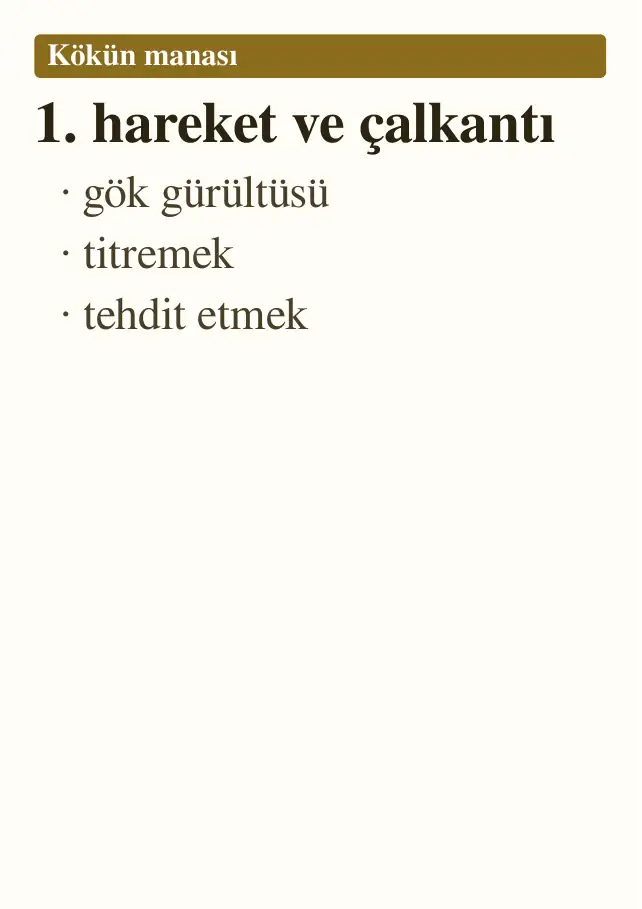 Kökün manası
1. hareket ve çalkantı
· gök gürültüsü
· titremek
· tehdit etmek